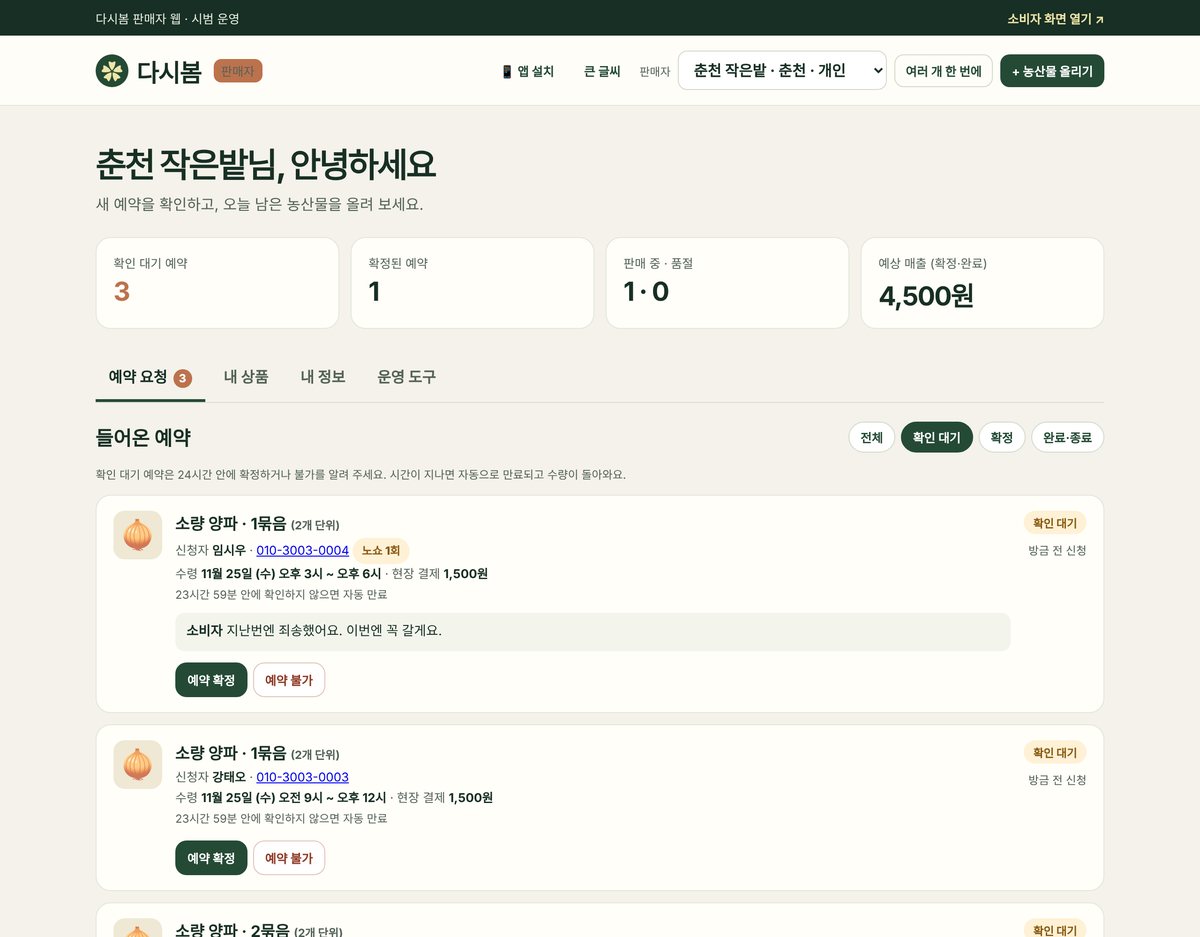 다시봄 판매자 웹 · 시범 운영
소비자 화면 열기 ↗
다시봄 판매자
📱 앱 설치
큰 글씨
판매자
춘천 작은밭 · 춘천 · 개인
여러 개 한 번에
+ 농산물 올리기
춘천 작은밭님, 안녕하세요
새 예약을 확인하고, 오늘 남은 농산물을 올려 보세요.
확인 대기 예약
3
확정된 예약
1
판매 중 · 품절
1 · 0
예상 매출 (확정·완료)
4,500원
예약 요청 3
내 상품
내 정보
운영 도구
들어온 예약
전체
확인 대기
확정
완료·종료
확인 대기 예약은 24시간 안에 확정하거나 불가를 알려 주세요. 시간이 지나면 자동으로 만료되고 수량이 돌아와요.
소량 양파 · 1묶음 (2개 단위)
확인 대기
신청자 임시우 · 010-3003-0004 노쇼 1회
방금 전 신청
수령 11월 25일 (수) 오후 3시 ~ 오후 6시 · 현장 결제 1,500원
23시간 59분 안에 확인하지 않으면 자동 만료
소비자 지난번엔 죄송했어요. 이번엔 꼭 갈게요.
예약 확정
예약 불가
소량 양파 · 1묶음 (2개 단위)
확인 대기
신청자 강태오 · 010-3003-0003
방금 전 신청
수령 11월 25일 (수) 오전 9시 ~ 오후 12시 · 현장 결제 1,500원
23시간 59분 안에 확인하지 않으면 자동 만료
예약 확정
예약 불가
소량 양파 · 2묶음 (2개 단위)
확인 대기